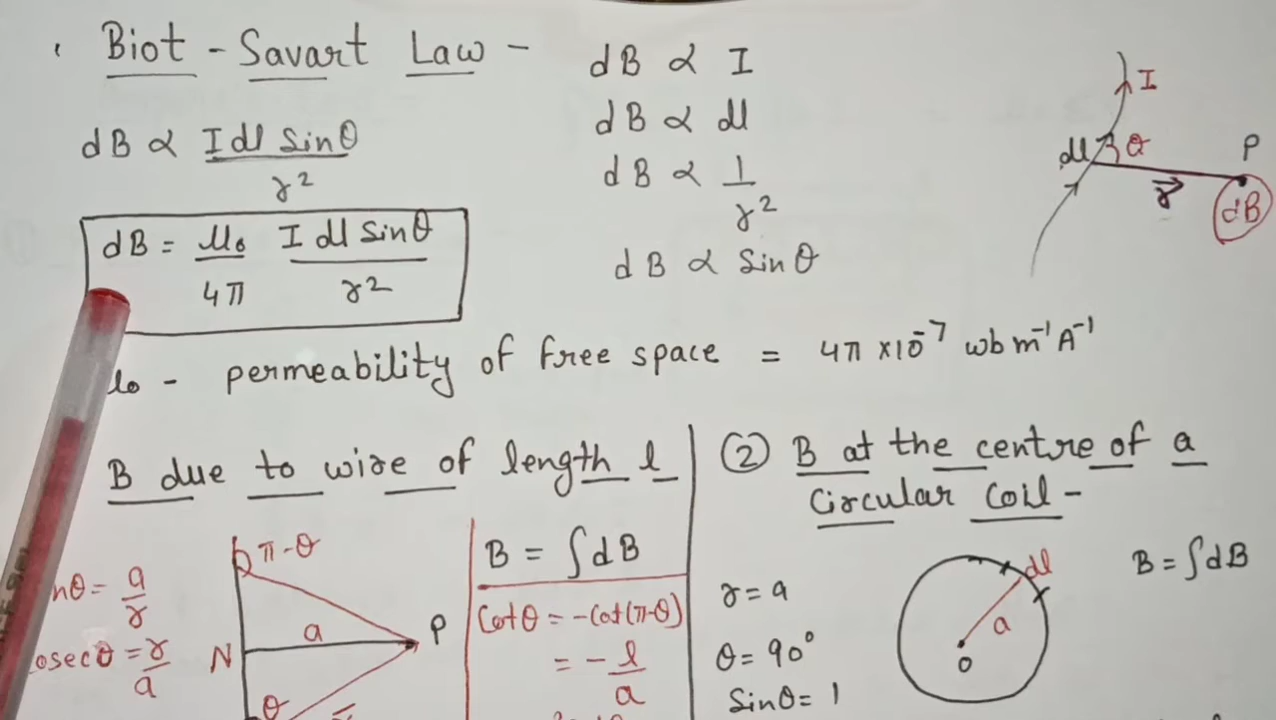 Biot - Savart Law -
dB ∝ I
dB ∝ dl
dB ∝ 1/r²
dB ∝ Sinθ
dB ∝ I dl Sinθ / r²
dB = μ₀/4π I dl Sinθ / r²
I
dl θ
P
r⃗
dB
- permeability of free space = 4π × 10⁻⁷ wb m⁻¹ A⁻¹
B due to wire of length l
π-θ
a
P
N
θ
= a/r
θ = r/a
B = ∫dB
Cotθ = -Cot(π-θ)
= - l/a
② B at the centre of a
Circular Coil -
r = a
θ = 90°
Sinθ = 1
dl
a
O
B = ∫dB